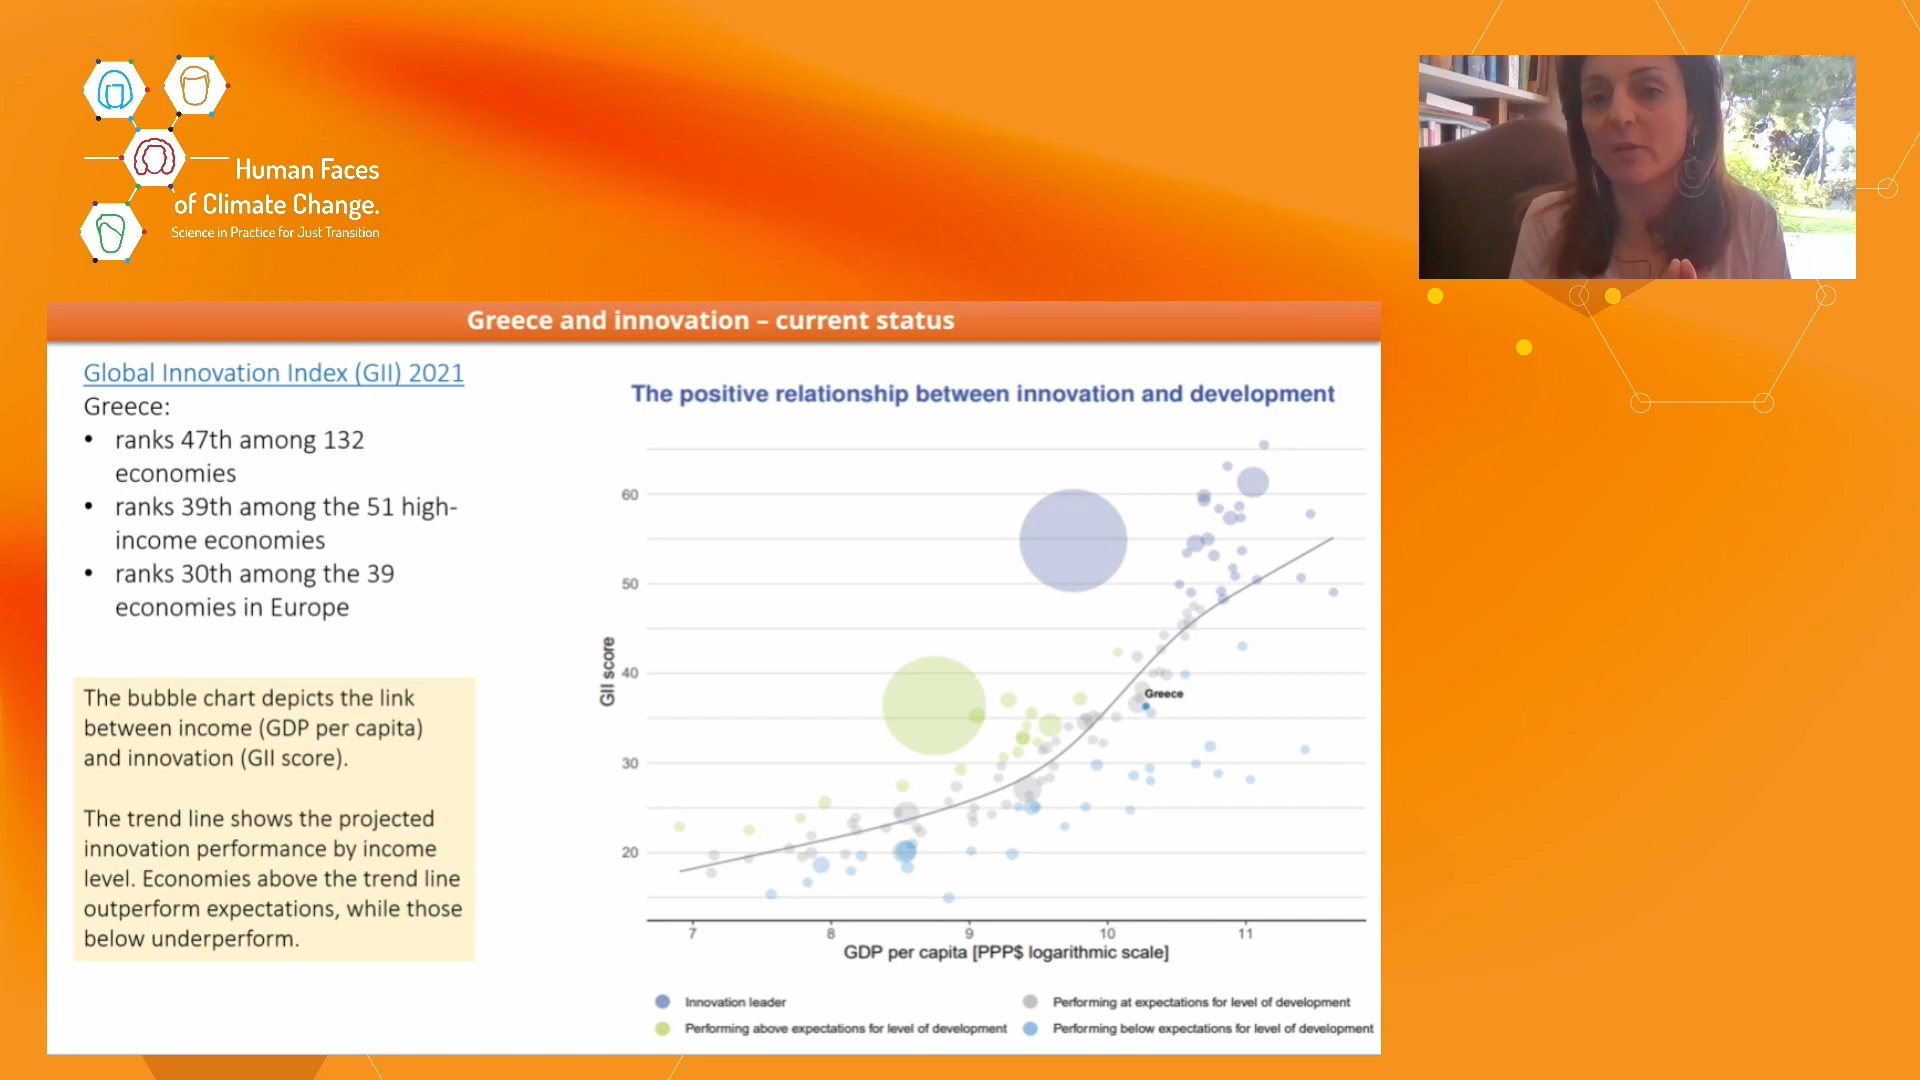 Human Faces
of Climate Change.
Science in Practice for Just Transition
Greece and innovation – current status
Global Innovation Index (GII) 2021
Greece:
• ranks 47th among 132
economies
• ranks 39th among the 51 high-
income economies
• ranks 30th among the 39
economies in Europe
The bubble chart depicts the link
between income (GDP per capita)
and innovation (GII score).
The trend line shows the projected
innovation performance by income
level. Economies above the trend line
outperform expectations, while those
below underperform.
The positive relationship between innovation and development
60
50
40
30
20
GII score
Greece
7 8 9 10 11
GDP per capita [PPP$ logarithmic scale]
Innovation leader
Performing at expectations for level of development
Performing above expectations for level of development
Performing below expectations for level of development